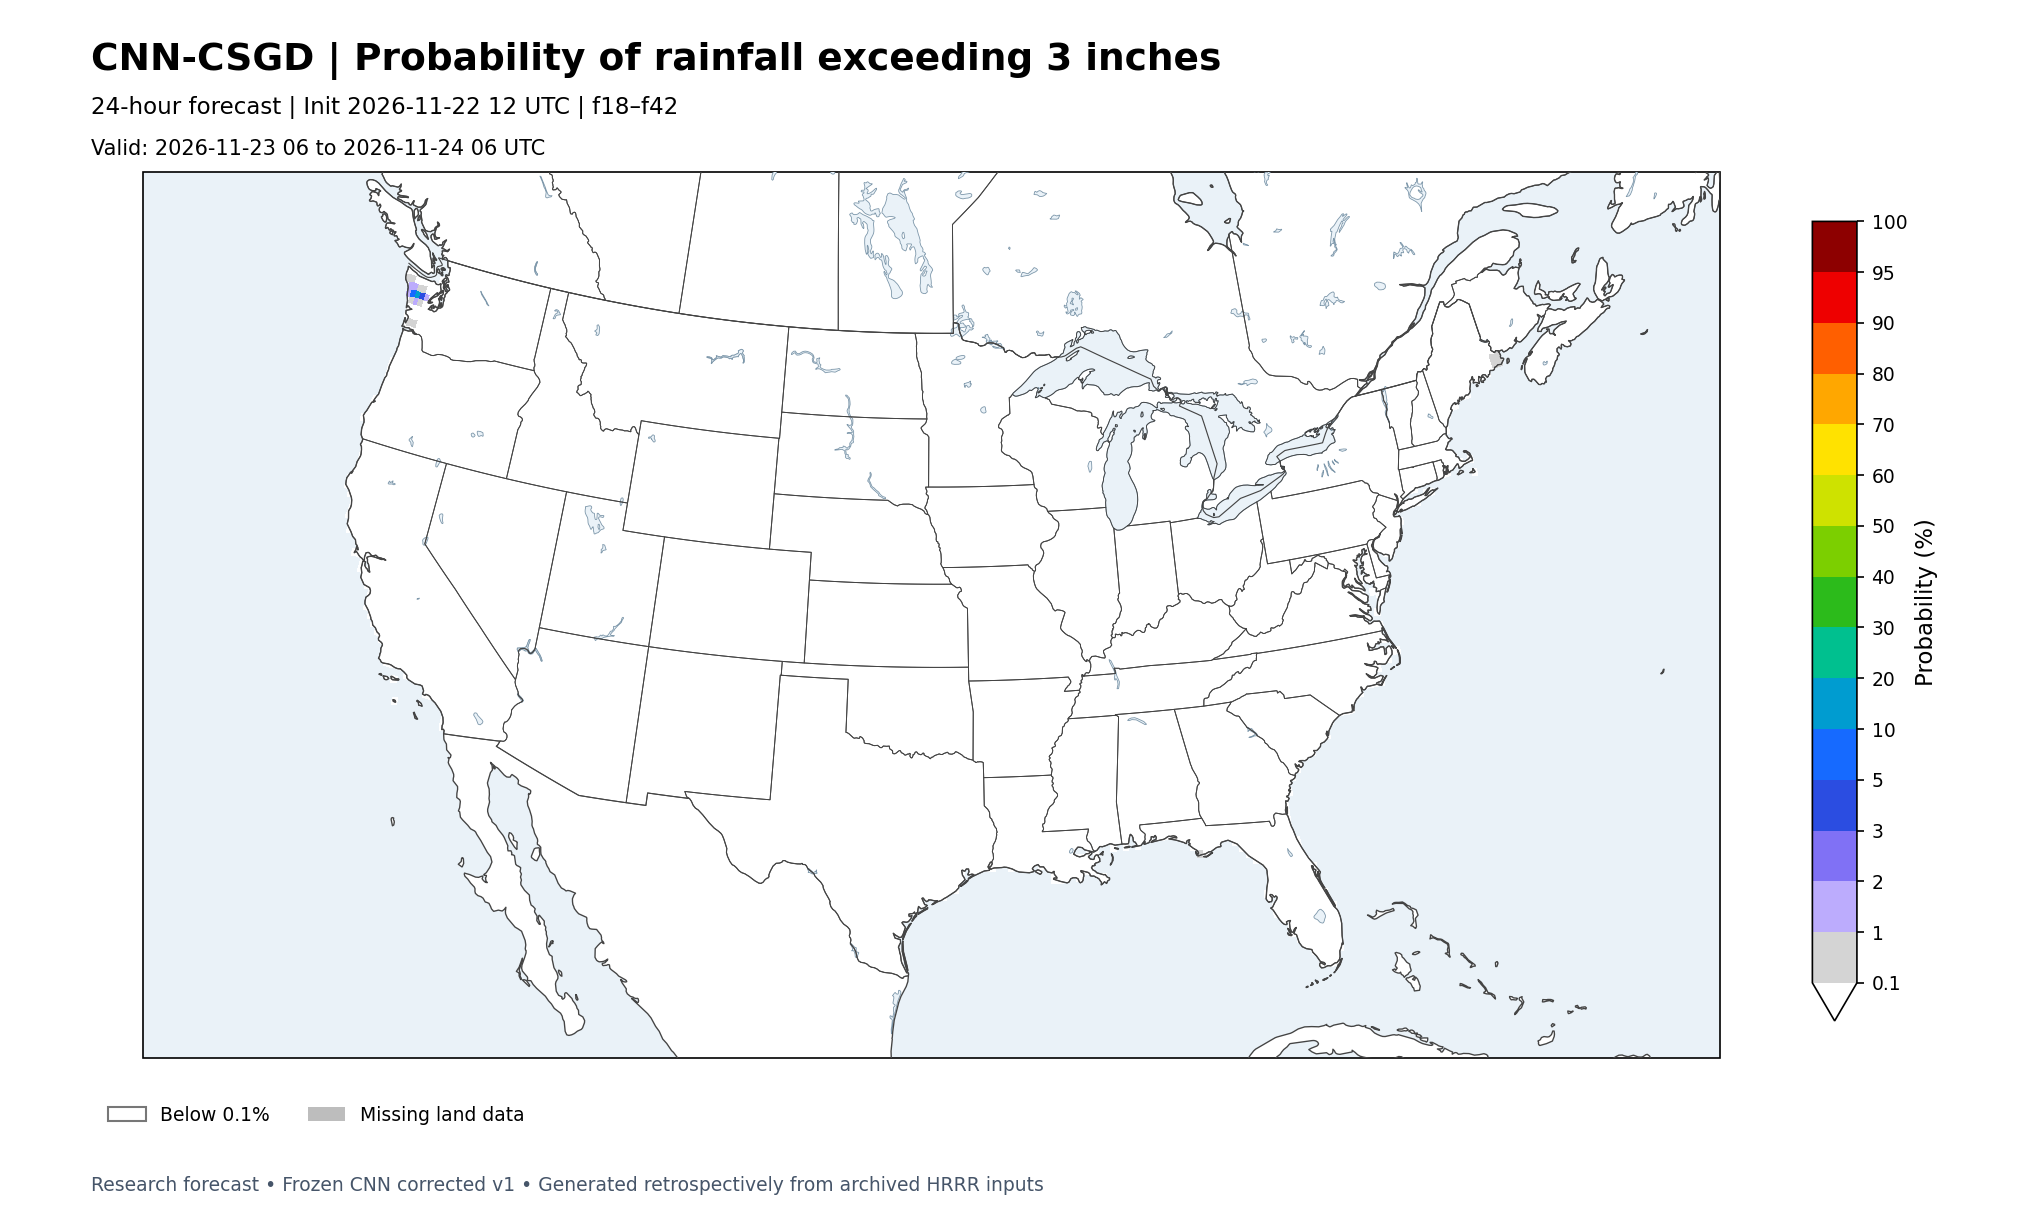 CNN-CSGD | Probability of rainfall exceeding 3 inches
24-hour forecast | Init 2026-11-22 12 UTC | f18–f42
Valid: 2026-11-23 06 to 2026-11-24 06 UTC
100
95
90
80
70
60
50
40
30
20
10
5
3
2
1
0.1
Probability (%)
Below 0.1%
Missing land data
Research forecast • Frozen CNN corrected v1 • Generated retrospectively from archived HRRR inputs